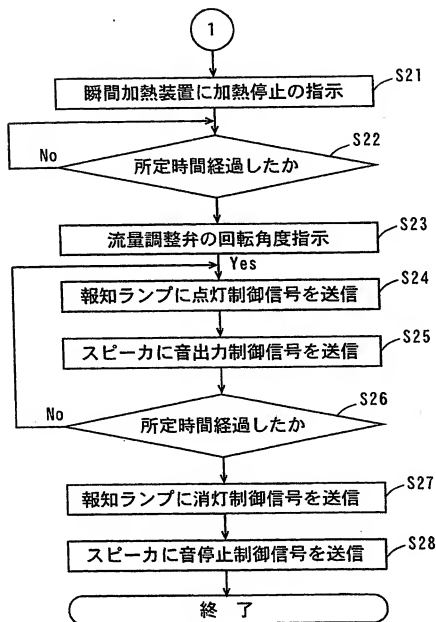 1
瞬間加熱装置に加熱停止の指示
S21
No
所定時間経過したか
S22
流量調整弁の回転角度指示
S23
Yes
報知ランプに点灯制御信号を送信
S24
スピーカに音出力制御信号を送信
S25
No
所定時間経過したか
S26
報知ランプに消灯制御信号を送信
S27
スピーカに音停止制御信号を送信
S28
終 了